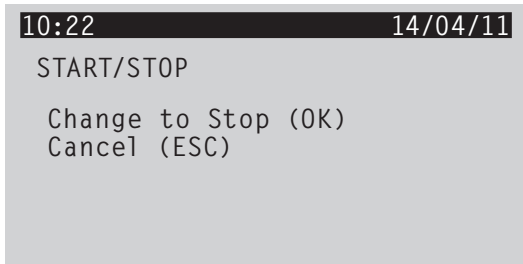 10:22 14/04/11
START/STOP
Change to Stop (OK)
Cancel (ESC)